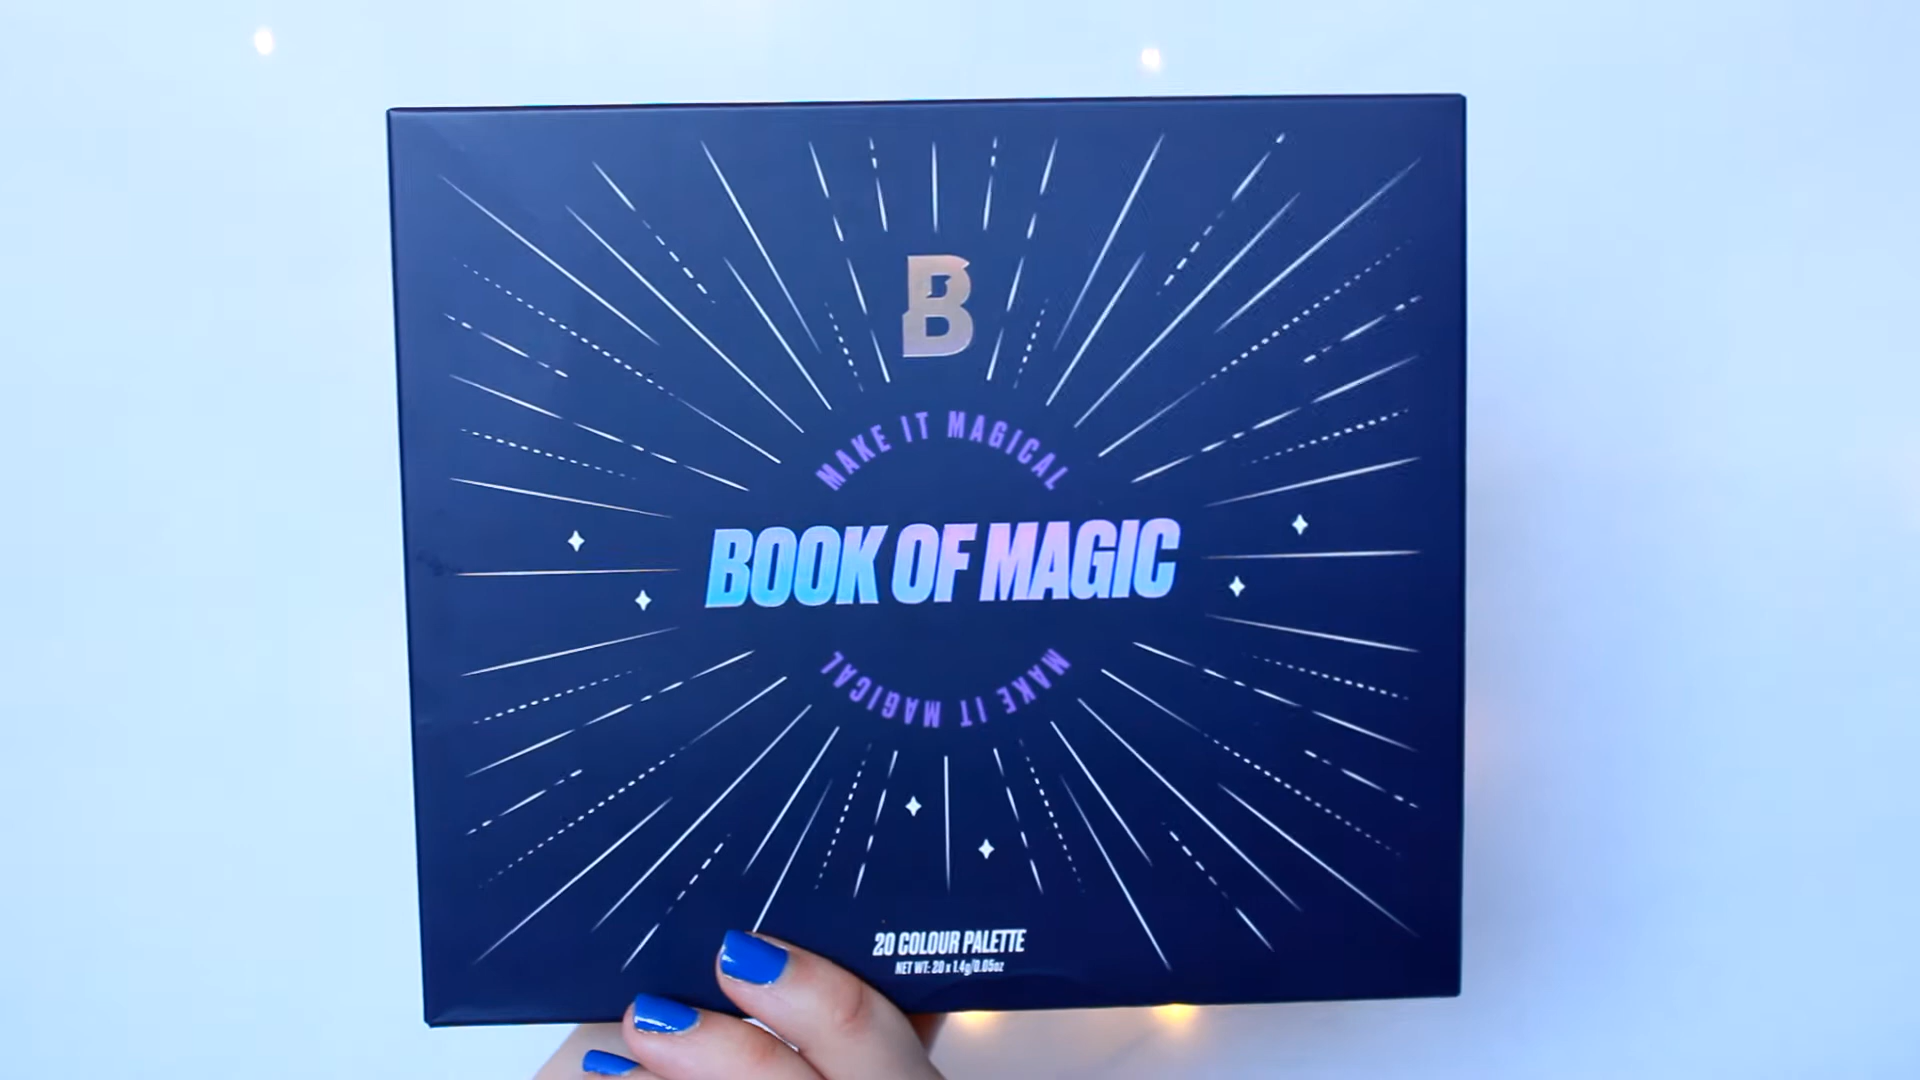 B
MAKE IT MAGICAL
BOOK OF MAGIC
MAKE IT MAGICAL
20 COLOUR PALETTE
NET WT: 20 x 1.4g/0.05oz